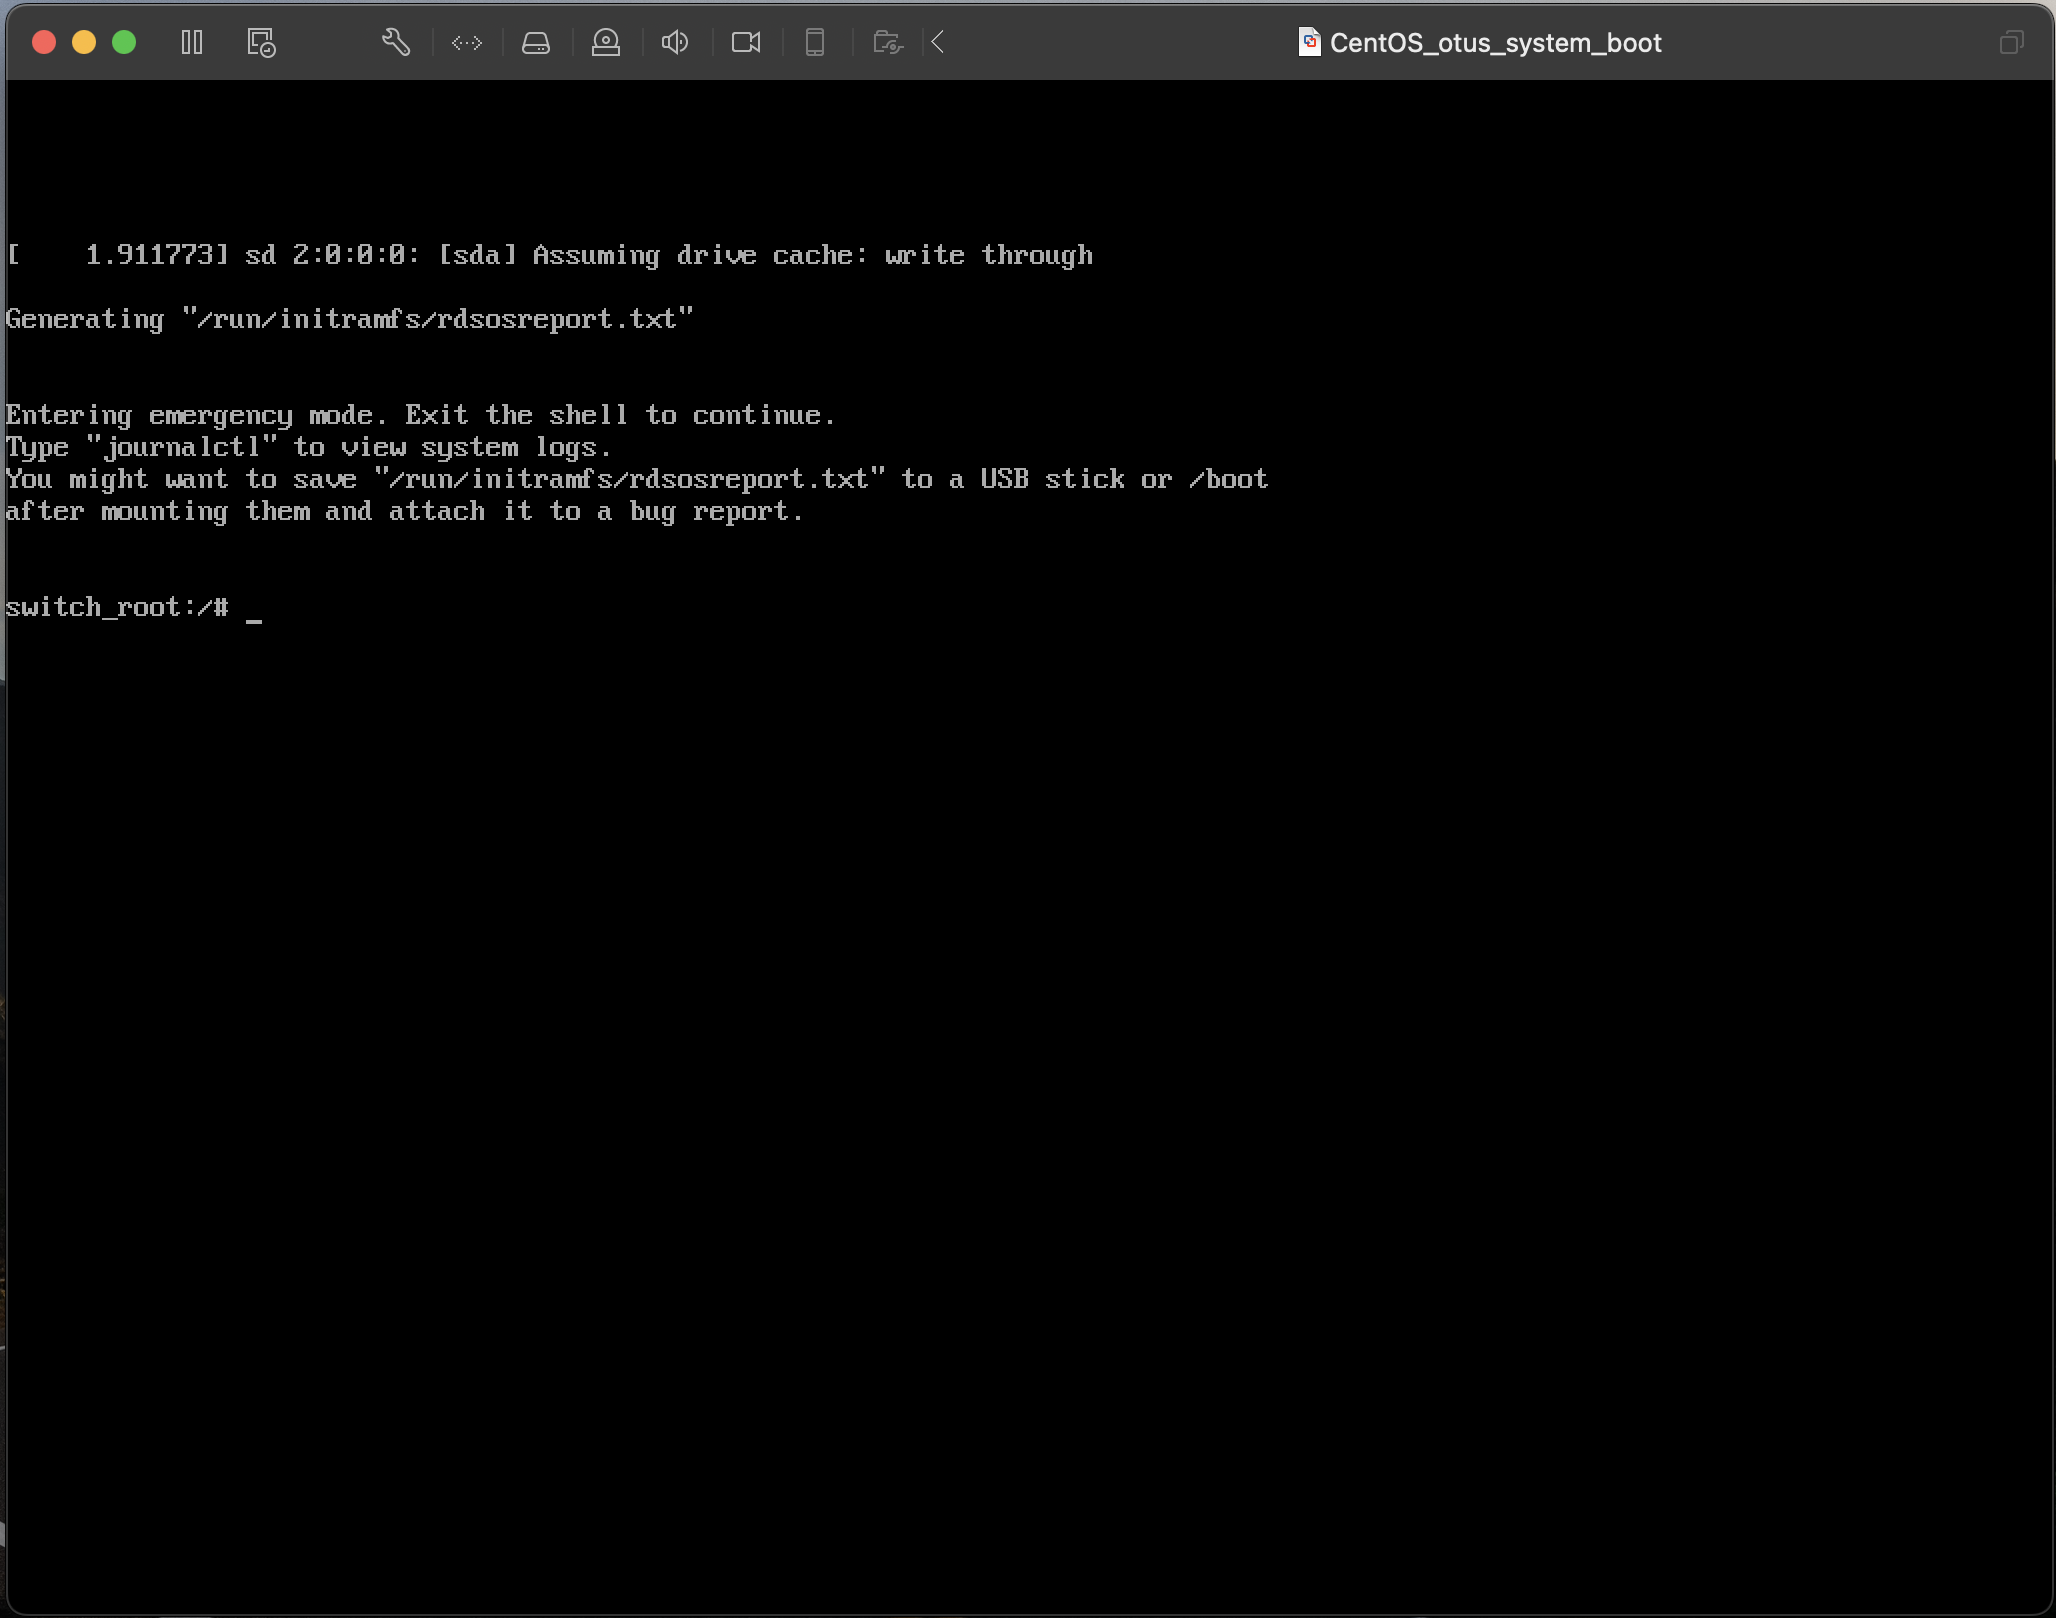 CentOS_otus_system_boot
[    1.911773] sd 2:0:0:0: [sda] Assuming drive cache: write through
Generating "/run/initramfs/rdsosreport.txt"
Entering emergency mode. Exit the shell to continue.
Type "journalctl" to view system logs.
You might want to save "/run/initramfs/rdsosreport.txt" to a USB stick or /boot
after mounting them and attach it to a bug report.
switch_root:/# _